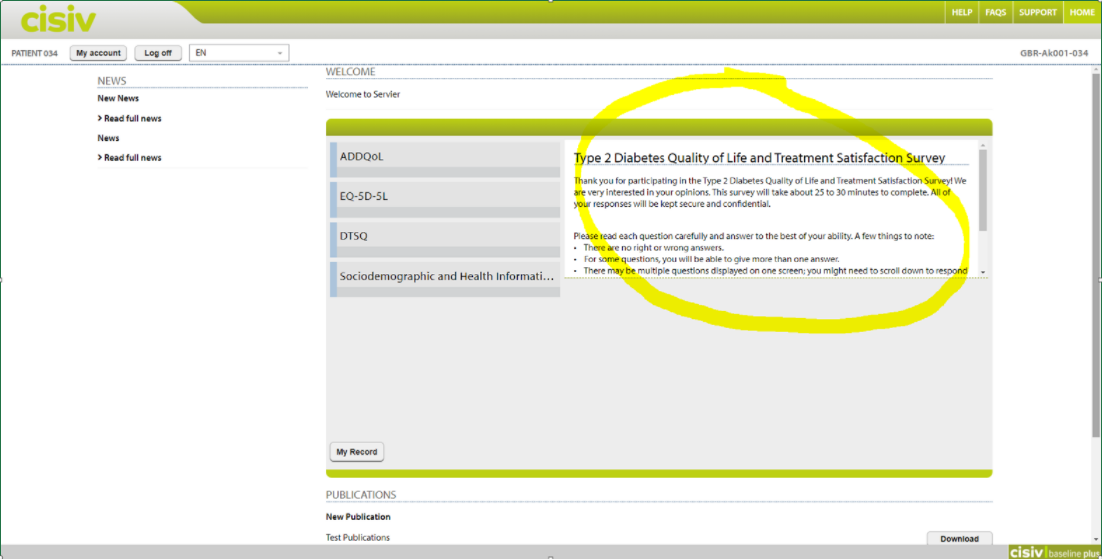 cisiv
HELP FAQS SUPPORT HOME
PATIENT 034 My account Log off EN GBR-Ak001-034
NEWS
New News
Read full news
News
Read full news
WELCOME
Welcome to Servier
ADDQoL
EQ-5D-5L
DTSQ
Sociodemographic and Health Informati...
Type 2 Diabetes Quality of Life and Treatment Satisfaction Survey
Thank you for participating in the Type 2 Diabetes Quality of Life and Treatment Satisfaction Survey! We
are very interested in your opinions. This survey will take about 25 to 30 minutes to complete. All of
your responses will be kept secure and confidential.
Please read each question carefully and answer to the best of your ability. A few things to note:
• There are no right or wrong answers.
• For some questions, you will be able to give more than one answer.
• There may be multiple questions displayed on one screen; you might need to scroll down to respond
My Record
PUBLICATIONS
New Publication
Test Publications
Download
cisiv baseline plus